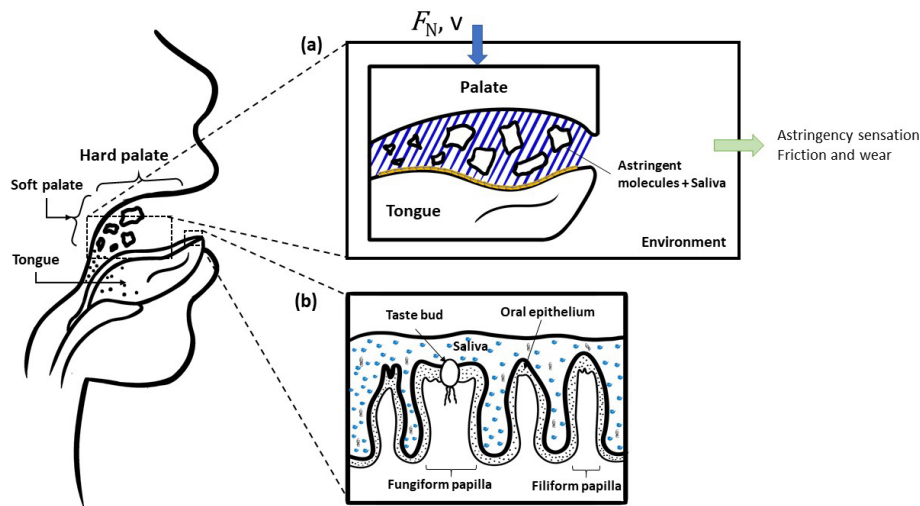 Hard palate
Soft palate
Tongue
(a)
F_N, v
Palate
Astringent
molecules + Saliva
Tongue
Environment
Astringency sensation
Friction and wear
(b)
Taste bud
Oral epithelium
Saliva
Fungiform papilla
Filiform papilla